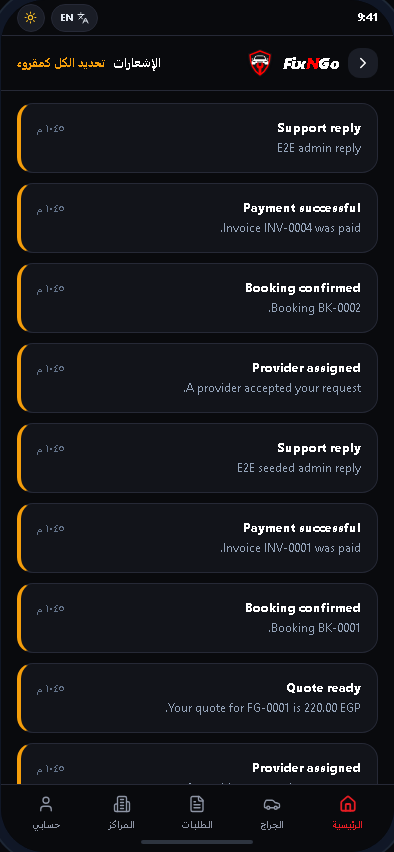 9:41
EN
FixNGo
الإشعارات
تحديد الكل كمقروء
Support reply
١٠:٤٥ م
E2E admin reply
Payment successful
١٠:٤٥ م
Invoice INV-0004 was paid.
Booking confirmed
١٠:٤٥ م
Booking BK-0002.
Provider assigned
١٠:٤٥ م
A provider accepted your request.
Support reply
١٠:٤٥ م
E2E seeded admin reply
Payment successful
١٠:٤٥ م
Invoice INV-0001 was paid.
Booking confirmed
١٠:٤٥ م
Booking BK-0001.
Quote ready
١٠:٤٥ م
Your quote for FG-0001 is 220.00 EGP.
Provider assigned
١٠:٤٥ م
الرئيسية
الجراج
الطلبات
المراكز
حسابي